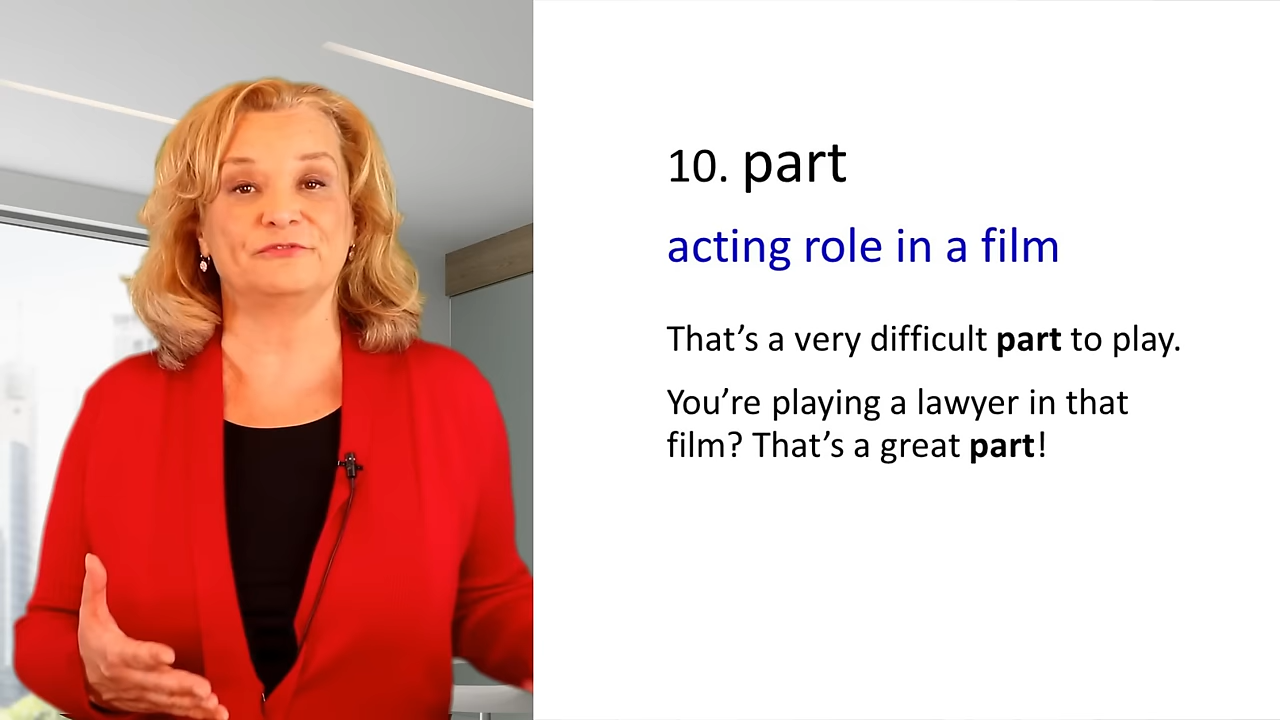 10. part
acting role in a film
That’s a very difficult part to play.
You’re playing a lawyer in that
film? That’s a great part!